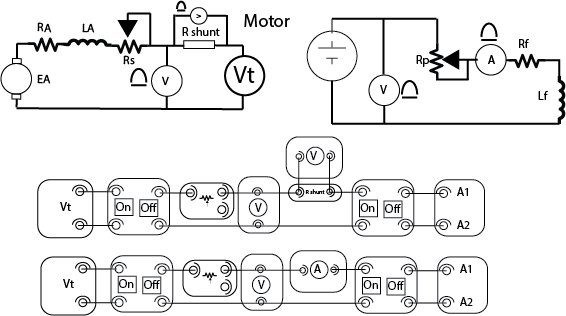 RA LA Rs > R shunt Motor
EA V Vt
Rp A Rf
V Lf
V
Vt On Off V R shunt On Off A1
A2
Vt On Off V A On Off A1
A2